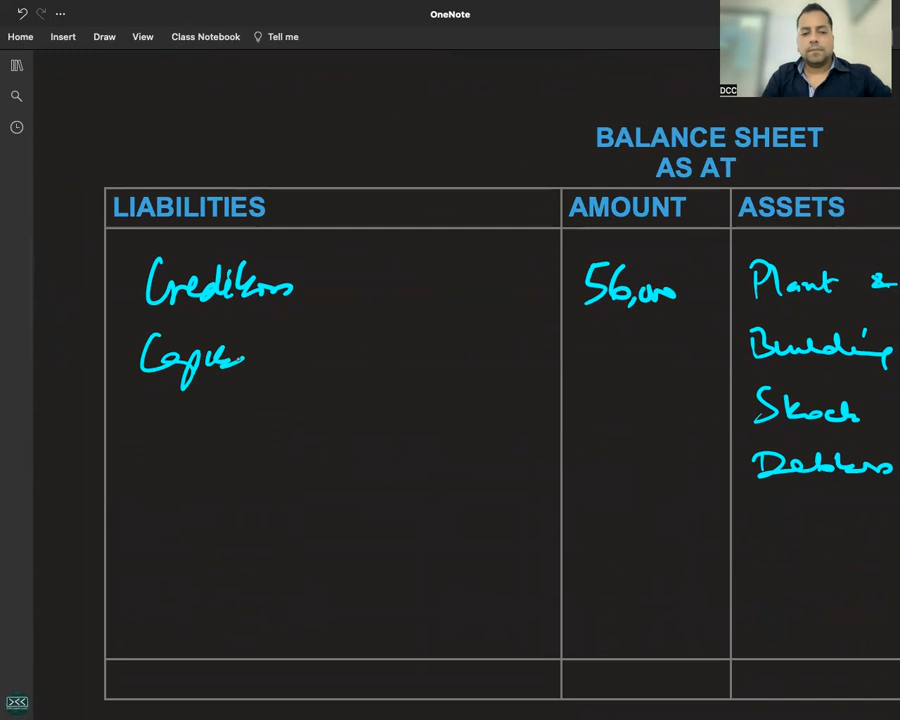 OneNote
Home Insert Draw View Class Notebook Tell me
DCC
BALANCE SHEET
AS AT
LIABILITIES AMOUNT ASSETS
Creditors 56,000 Plant &
Building
Stock
Debtors